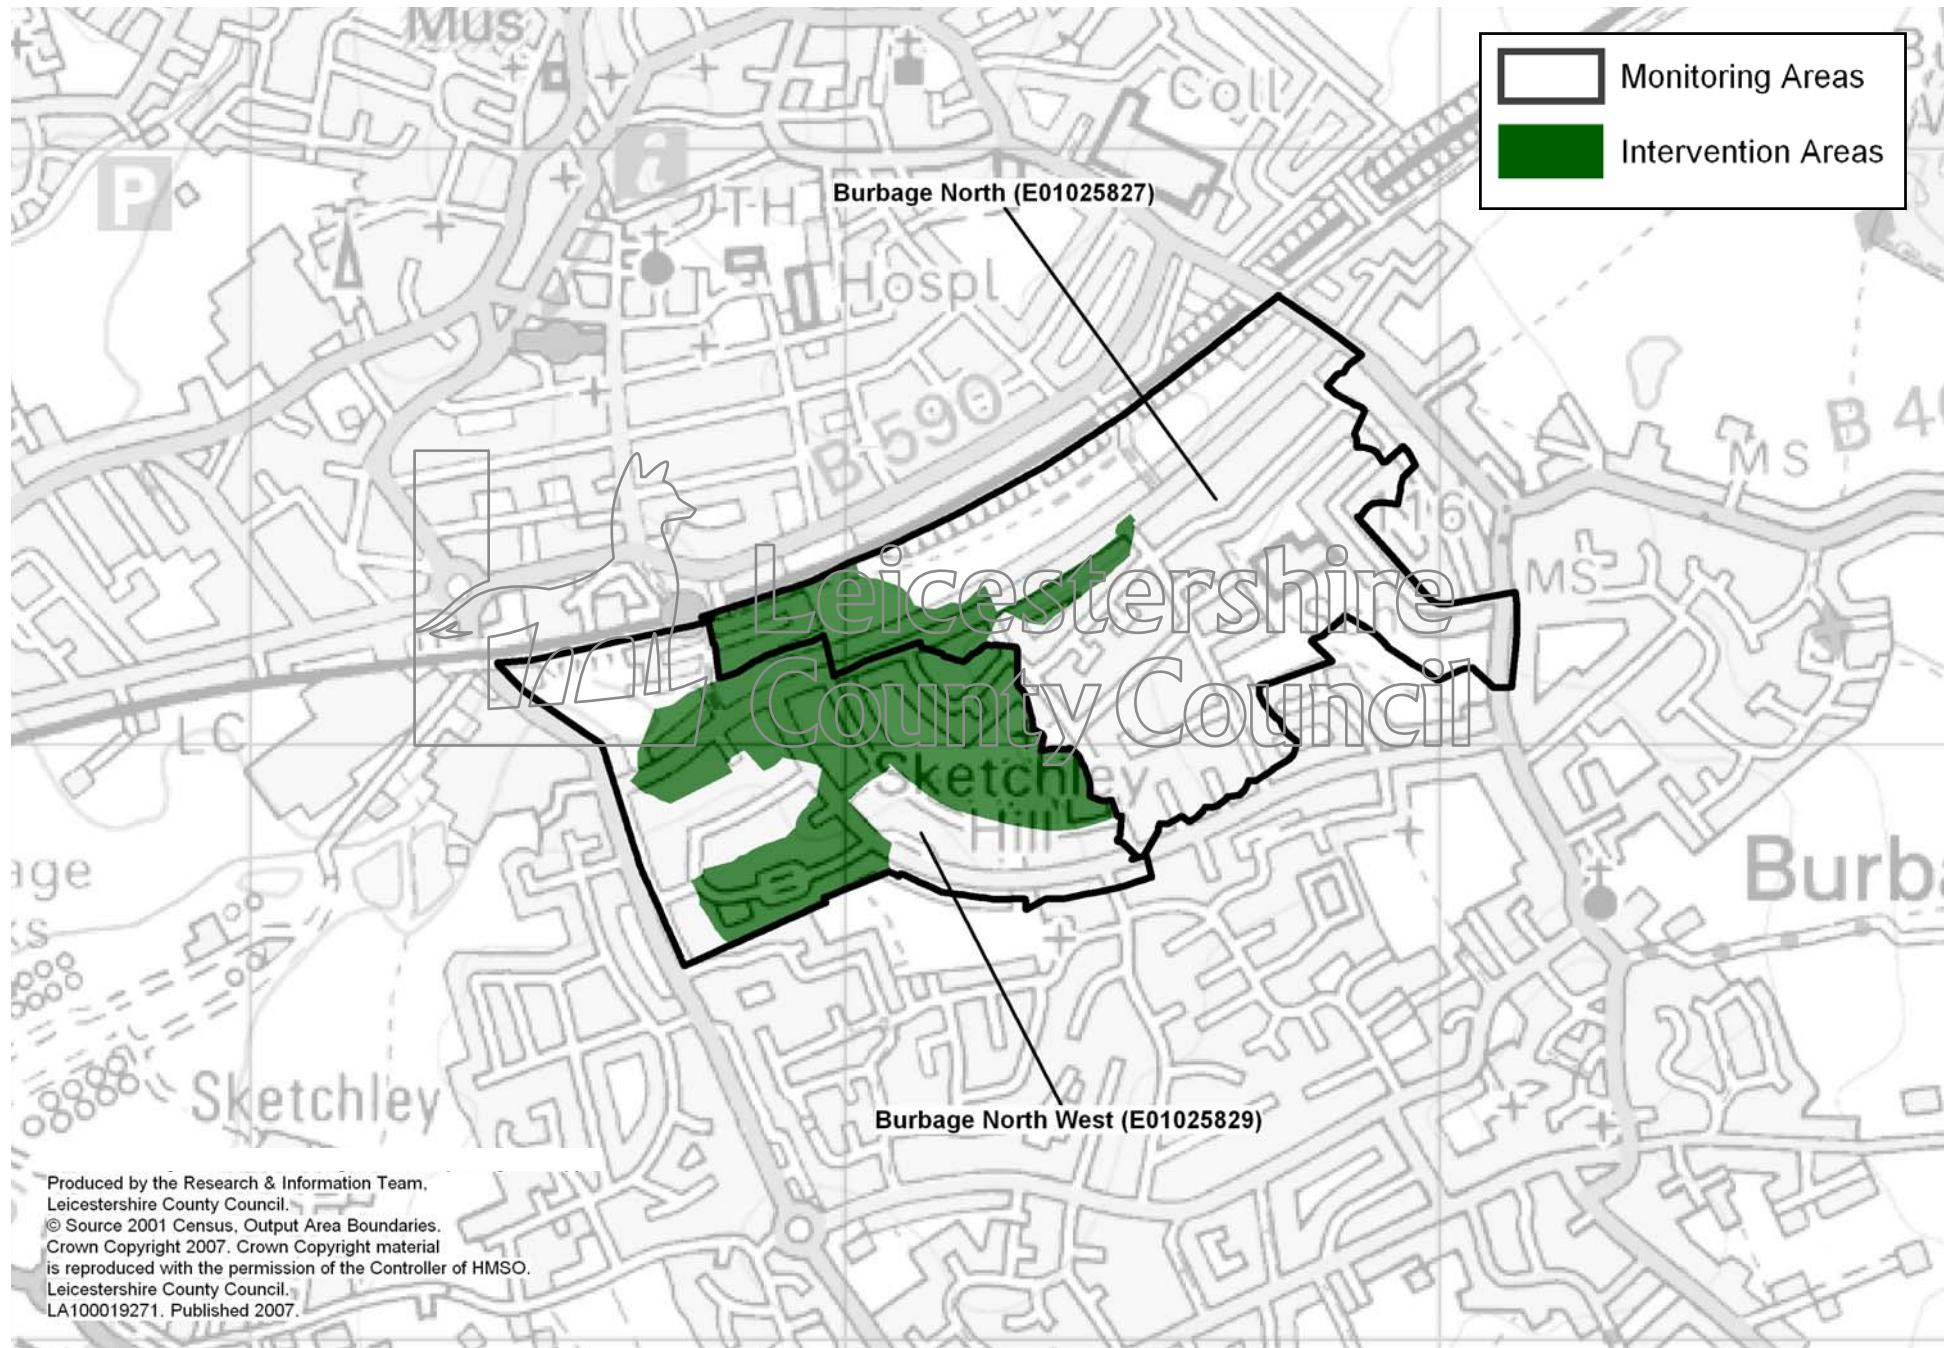 Mus
Coll
Monitoring Areas
Intervention Areas
P
i
Burbage North (E01025827)
TH
Hospl
B 590
MS
B 4
116
MS
Leicestershire
County Council
LC
Sketchley
Hill
Burb
Sketchley
Burbage North West (E01025829)
Produced by the Research & Information Team,
Leicestershire County Council.
© Source 2001 Census, Output Area Boundaries.
Crown Copyright 2007. Crown Copyright material
is reproduced with the permission of the Controller of HMSO.
Leicestershire County Council.
LA100019271. Published 2007.